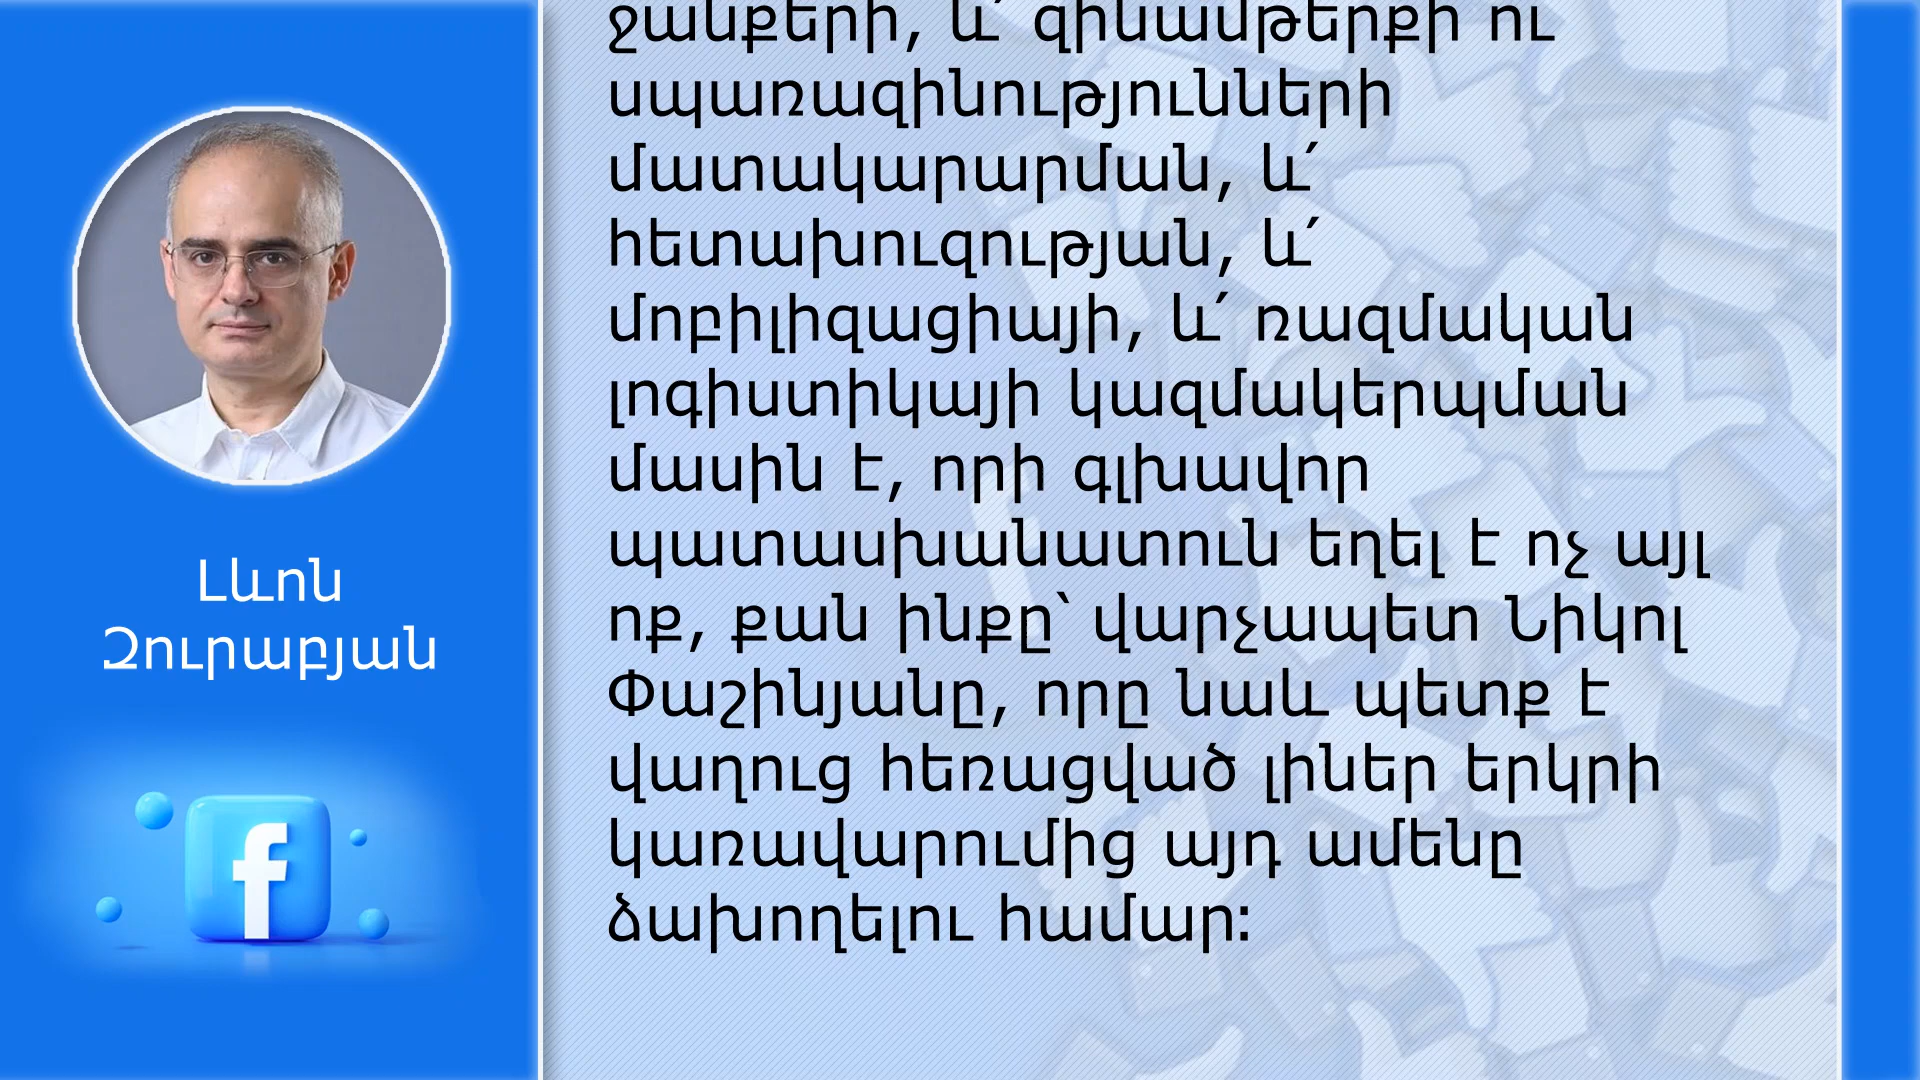 ջանքերի, և՛ զինամթերքի ու
սպառազինությունների
մատակարարման, և՛
հետախուզության, և՛
մոբիլիզացիայի, և՛ ռազմական
լոգիստիկայի կազմակերպման
մասին է, որի գլխավոր
պատասխանատուն եղել է ոչ այլ
ոք, քան ինքը՝ վարչապետ Նիկոլ
Փաշինյանը, որը նաև պետք է
վաղուց հեռացված լիներ երկրի
կառավարումից այդ ամենը
ձախողելու համար:
Լևոն
Զուրաբյան
f